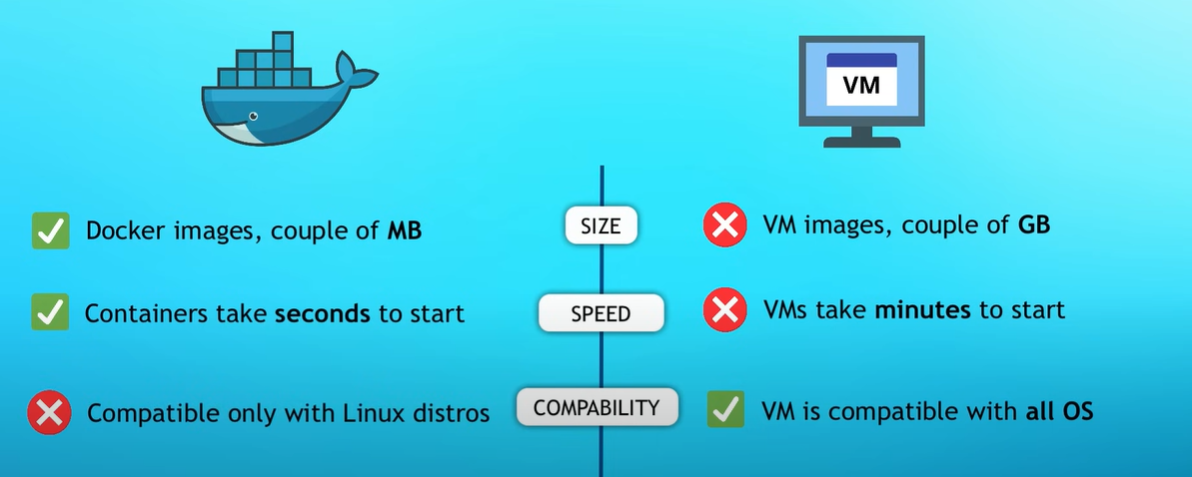 VM
Docker images, couple of MB
SIZE
VM images, couple of GB
Containers take seconds to start
SPEED
VMs take minutes to start
Compatible only with Linux distros
COMPABILITY
VM is compatible with all OS